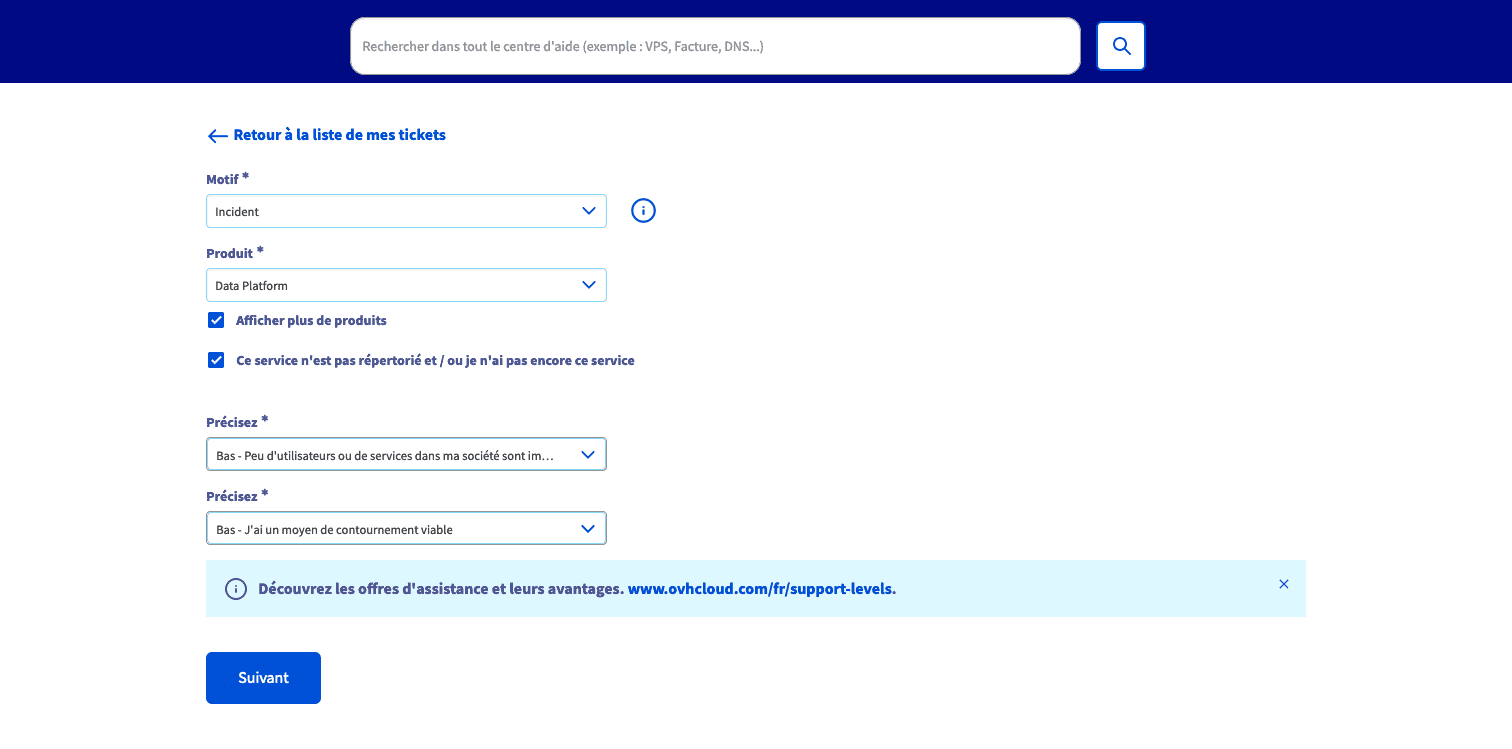 Rechercher dans tout le centre d'aide (exemple : VPS, Facture, DNS...)
Retour à la liste de mes tickets
Motif *
Incident
Produit *
Data Platform
Afficher plus de produits
Ce service n'est pas répertorié et / ou je n'ai pas encore ce service
Précisez *
Bas - Peu d'utilisateurs ou de services dans ma société sont im…
Précisez *
Bas - J'ai un moyen de contournement viable
Découvrez les offres d'assistance et leurs avantages. www.ovhcloud.com/fr/support-levels.
Suivant